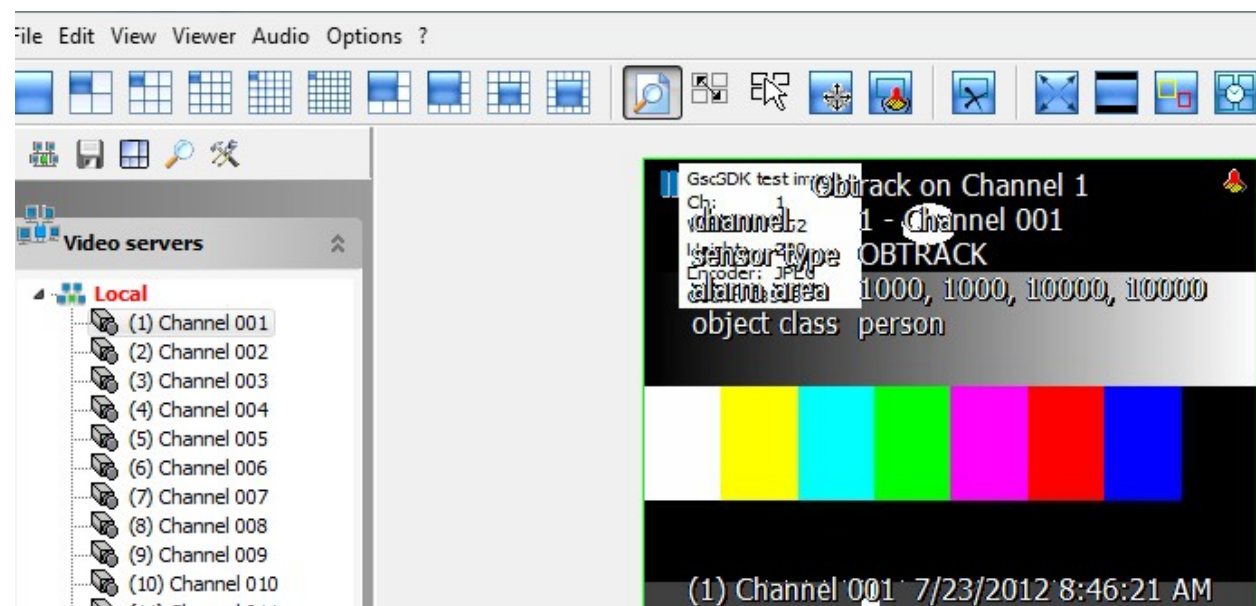 File Edit View Viewer Audio Options ?
Video servers
Local
(1) Channel 001
(2) Channel 002
(3) Channel 003
(4) Channel 004
(5) Channel 005
(6) Channel 006
(7) Channel 007
(8) Channel 008
(9) Channel 009
(10) Channel 010
GscSDK test
Obtrack on Channel 1
Ch: 1
channel 1 - Channel 001
sensor type OBTRACK
Encoder: JPEG
alarm area 1000, 1000, 10000, 10000
object class person
(1) Channel 001 7/23/2012 8:46:21 AM